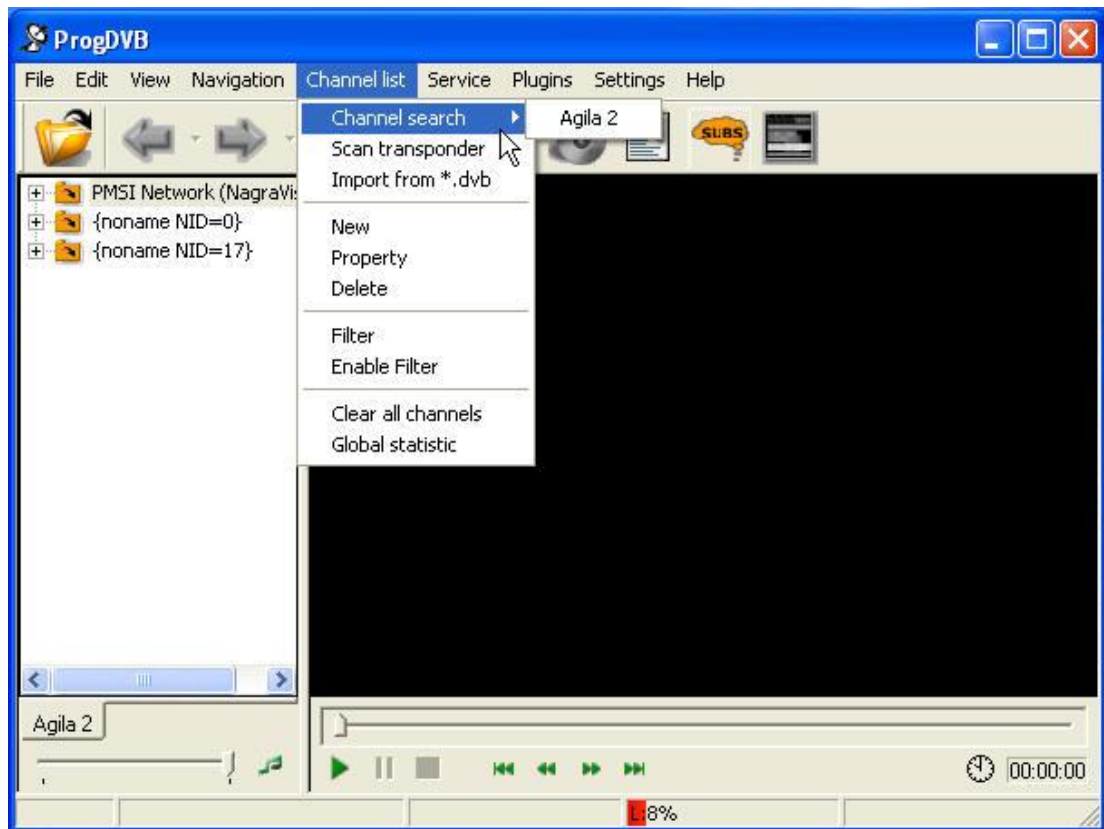 ProgDVB
File Edit View Navigation Channel list Service Plugins Settings Help
Channel search
Agila 2
Scan transponder
Import from *.dvb
SUBS
PMSI Network (NagraVi
{noname NID=0}
{noname NID=17}
New
Property
Delete
Filter
Enable Filter
Clear all channels
Global statistic
Agila 2
00:00:00
L:8%